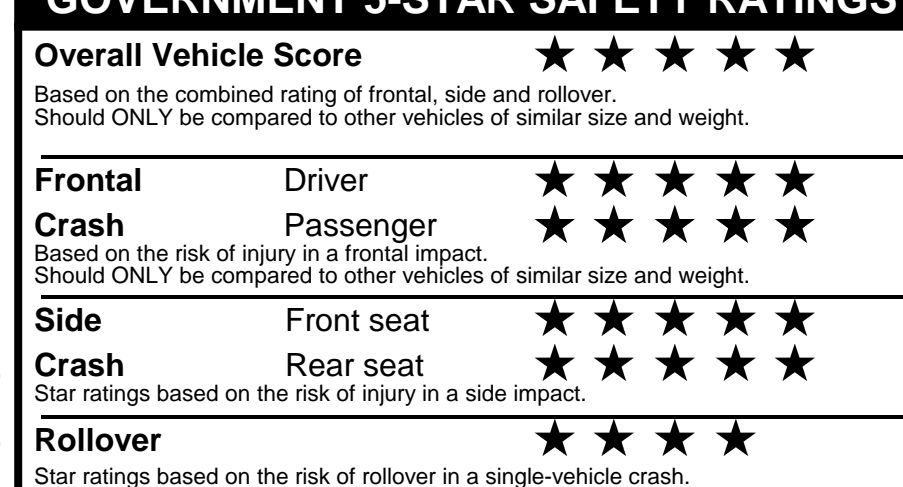 GOVERNMENT 5-STAR SAFETY RATINGS
Overall Vehicle Score ★ ★ ★ ★ ★
Based on the combined rating of frontal, side and rollover.
Should ONLY be compared to other vehicles of similar size and weight.
Frontal Driver ★ ★ ★ ★ ★
Crash Passenger ★ ★ ★ ★ ★
Based on the risk of injury in a frontal impact.
Should ONLY be compared to other vehicles of similar size and weight.
Side Front seat ★ ★ ★ ★ ★
Crash Rear seat ★ ★ ★ ★ ★
Star ratings based on the risk of injury in a side impact.
Rollover ★ ★ ★ ★
Star ratings based on the risk of rollover in a single-vehicle crash.